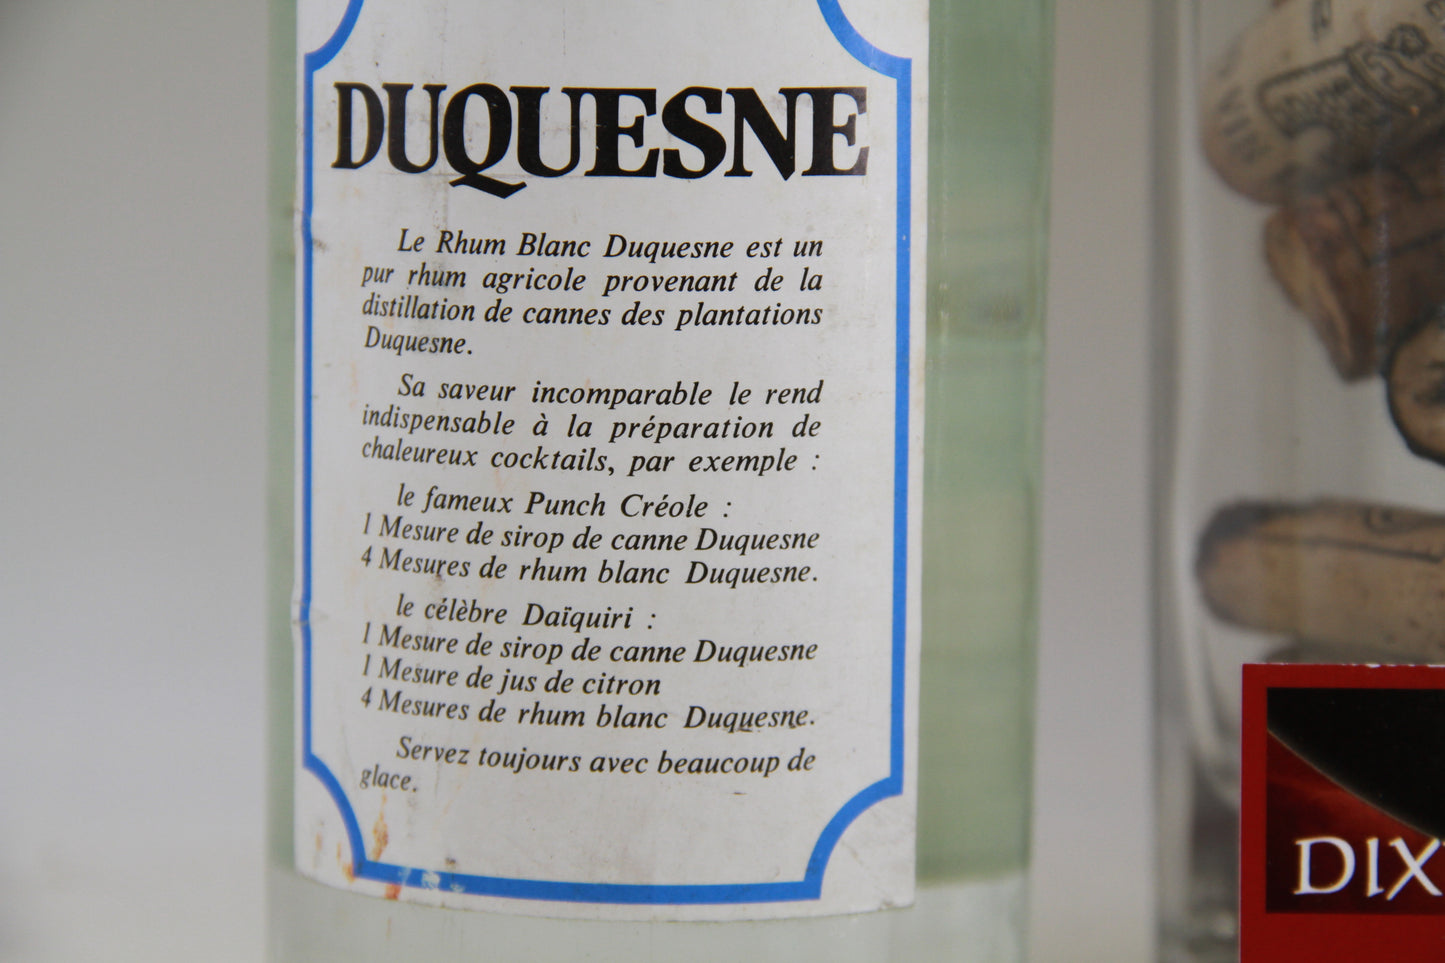 DUQUESNE
Le Rhum Blanc Duquesne est un
pur rhum agricole provenant de la
distillation de cannes des plantations
Duquesne.
Sa saveur incomparable le rend
indispensable à la préparation de
chaleureux cocktails, par exemple :
le fameux Punch Créole :
1 Mesure de sirop de canne Duquesne
4 Mesures de rhum blanc Duquesne.
le célèbre Daïquiri :
1 Mesure de sirop de canne Duquesne
1 Mesure de jus de citron
4 Mesures de rhum blanc Duquesne.
Servez toujours avec beaucoup de
glace.
VIN
DIX